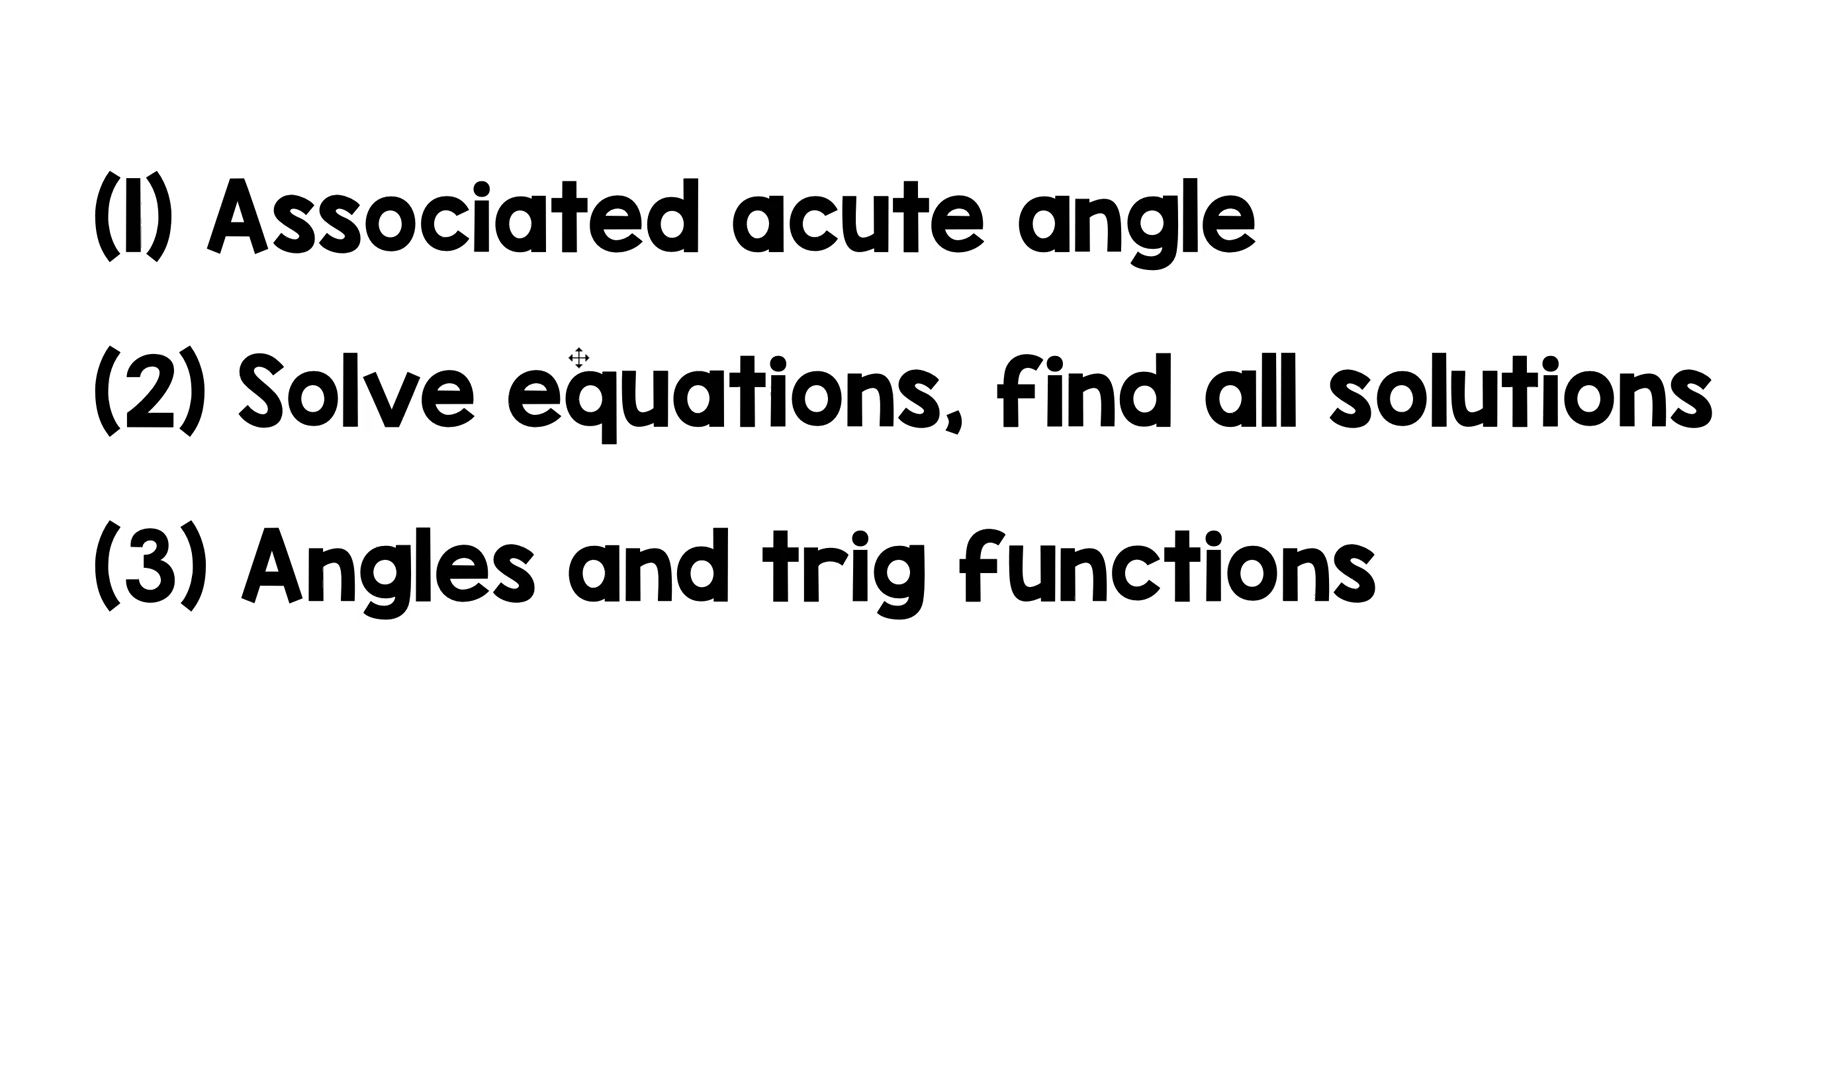 (1) Associated acute angle
(2) Solve equations, find all solutions
(3) Angles and trig functions